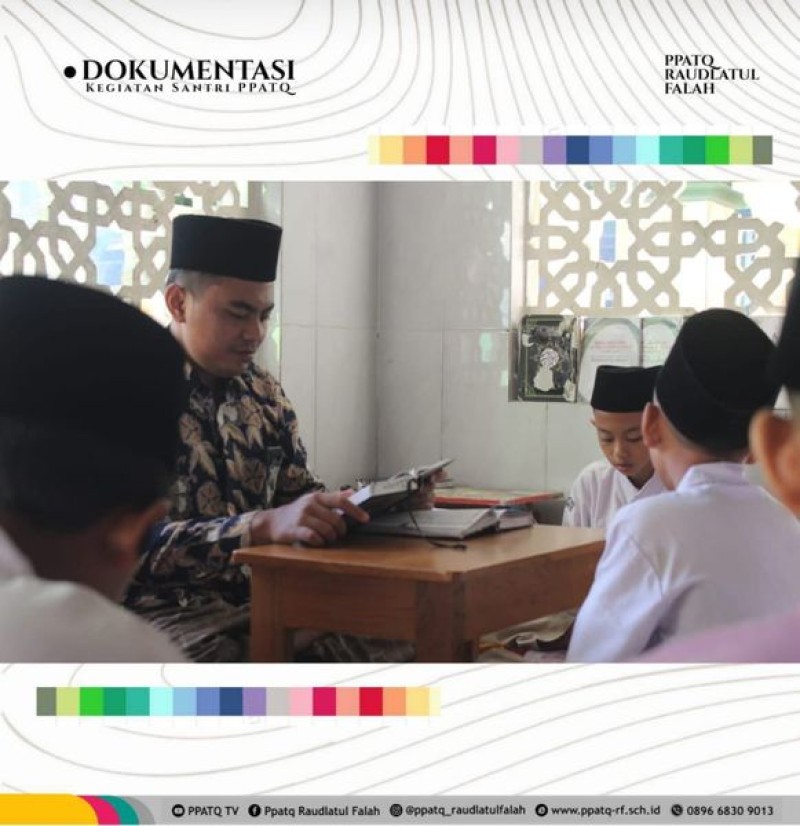 DOKUMENTASI
KEGIATAN SANTRI PPATQ
PPATQ
RAUDLATUL
FALAH
PPATQ TV Ppatq Raudlatul Falah @ppatq_raudlatulfalah www.ppatq-rf.sch.id 0896 6830 9013